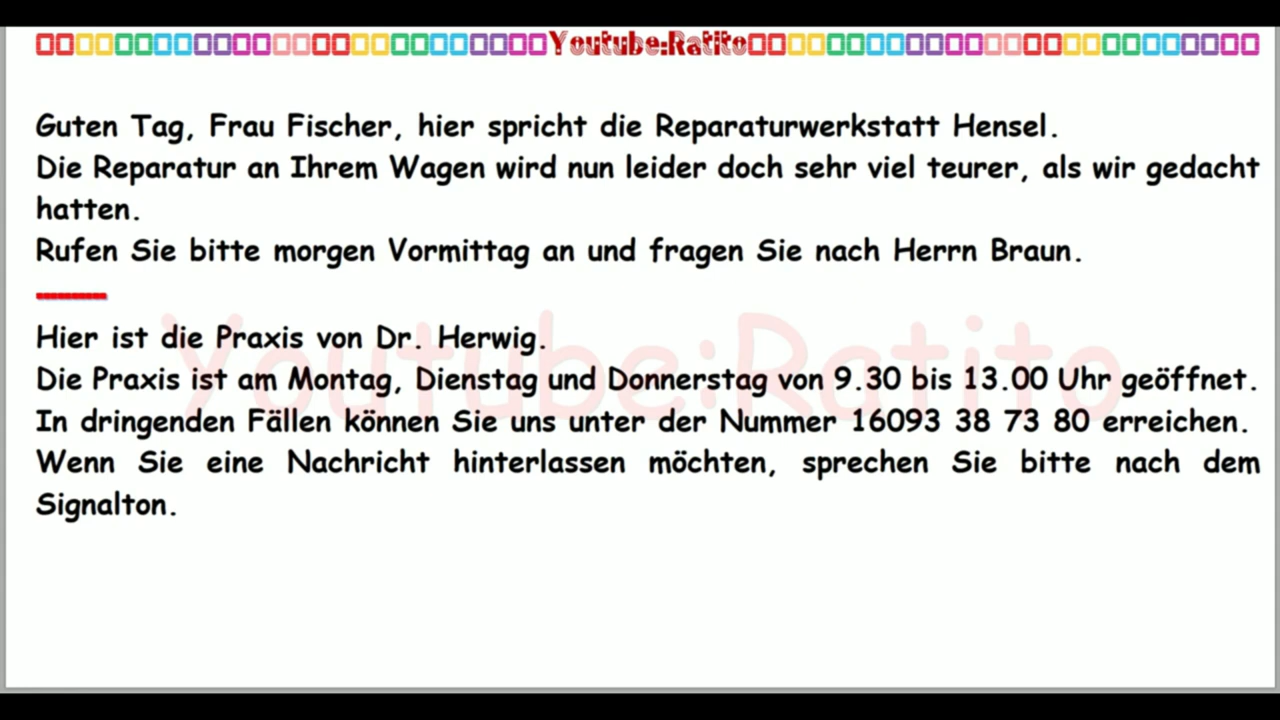 Youtube:Ratito
Guten Tag, Frau Fischer, hier spricht die Reparaturwerkstatt Hensel.
Die Reparatur an Ihrem Wagen wird nun leider doch sehr viel teurer, als wir gedacht
hatten.
Rufen Sie bitte morgen Vormittag an und fragen Sie nach Herrn Braun.
Hier ist die Praxis von Dr. Herwig.
Youtube:Ratito
Die Praxis ist am Montag, Dienstag und Donnerstag von 9.30 bis 13.00 Uhr geöffnet.
In dringenden Fällen können Sie uns unter der Nummer 16093 38 73 80 erreichen.
Wenn Sie eine Nachricht hinterlassen möchten, sprechen Sie bitte nach dem
Signalton.